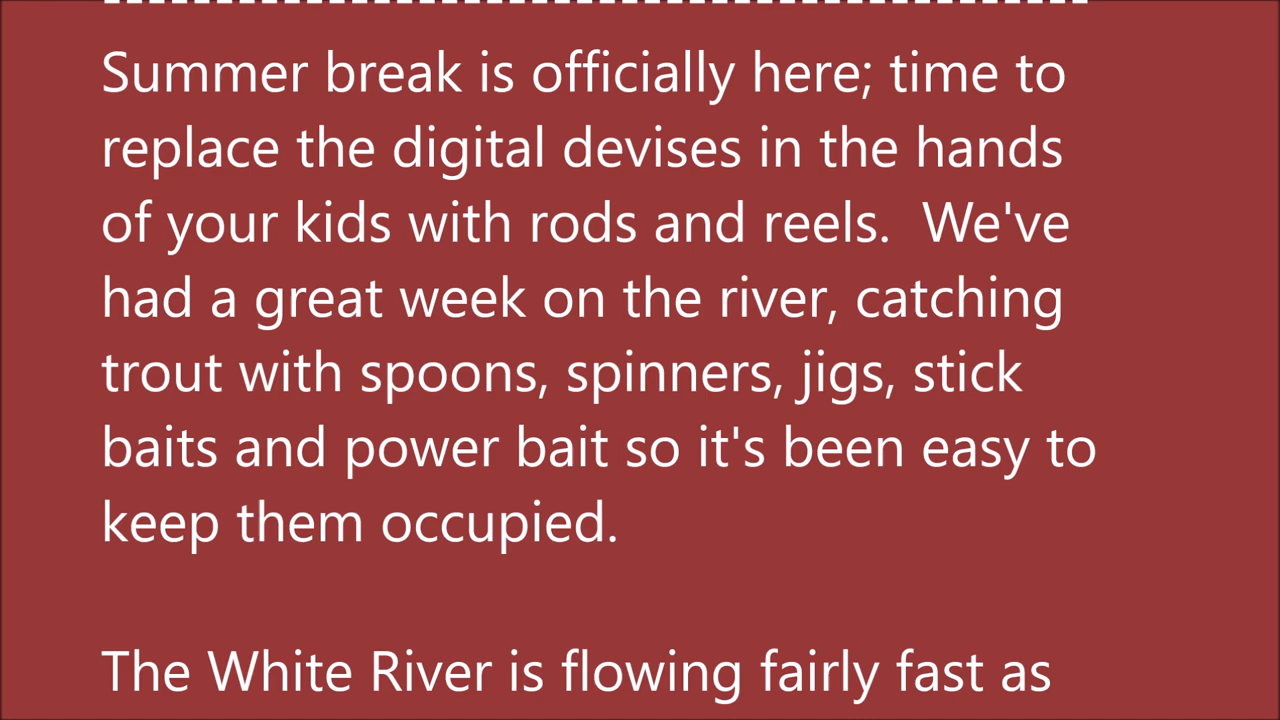 Summer break is officially here; time to
replace the digital devises in the hands
of your kids with rods and reels.  We've
had a great week on the river, catching
trout with spoons, spinners, jigs, stick
baits and power bait so it's been easy to
keep them occupied.
The White River is flowing fairly fast as